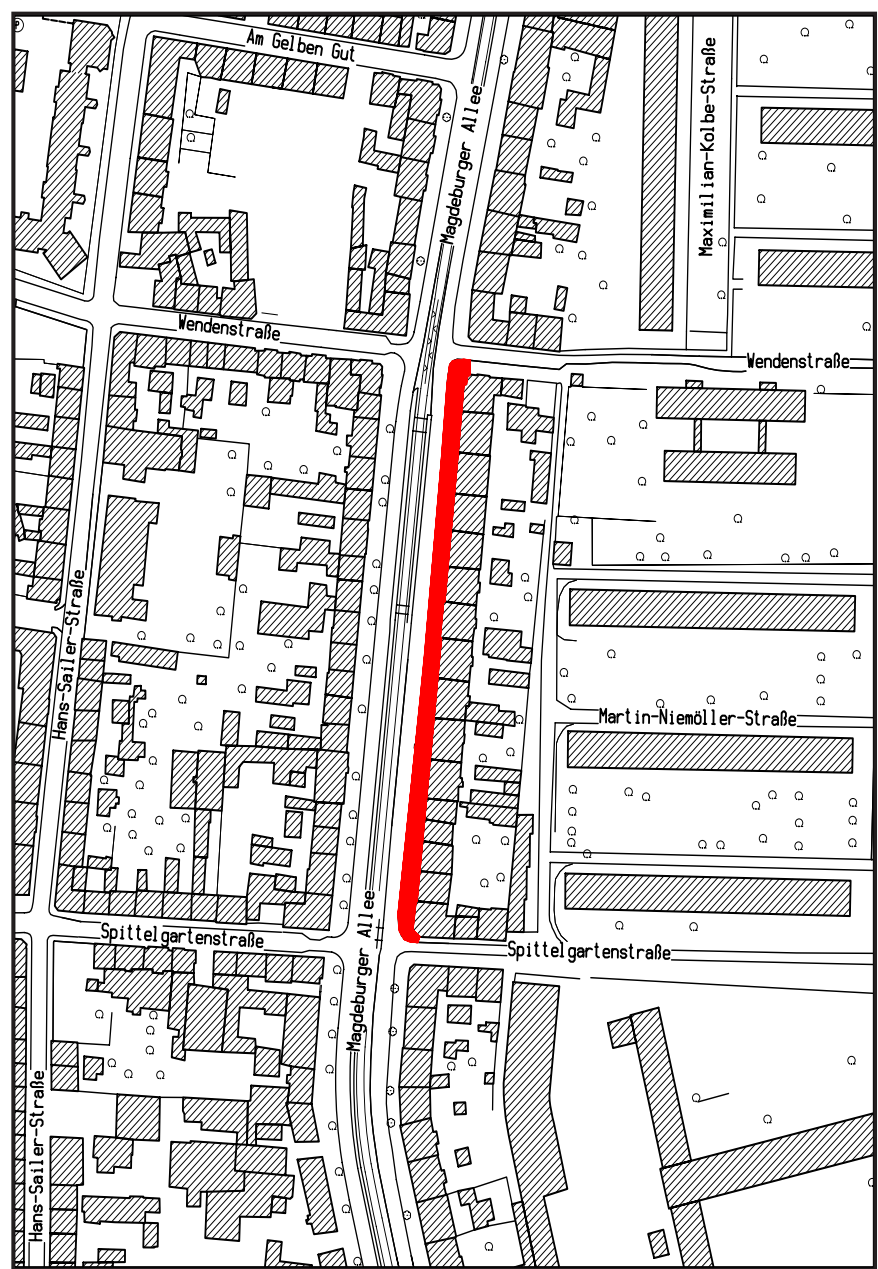 Am Gelben Gut
Magdeburger Allee
Maximilian-Kolbe-Straße
Wendenstraße
Wendenstraße
Hans-Sailer-Straße
Martin-Niemöller-Straße
Spittelgartenstraße
Magdeburger Allee
Spittelgartenstraße
Hans-Sailer-Straße